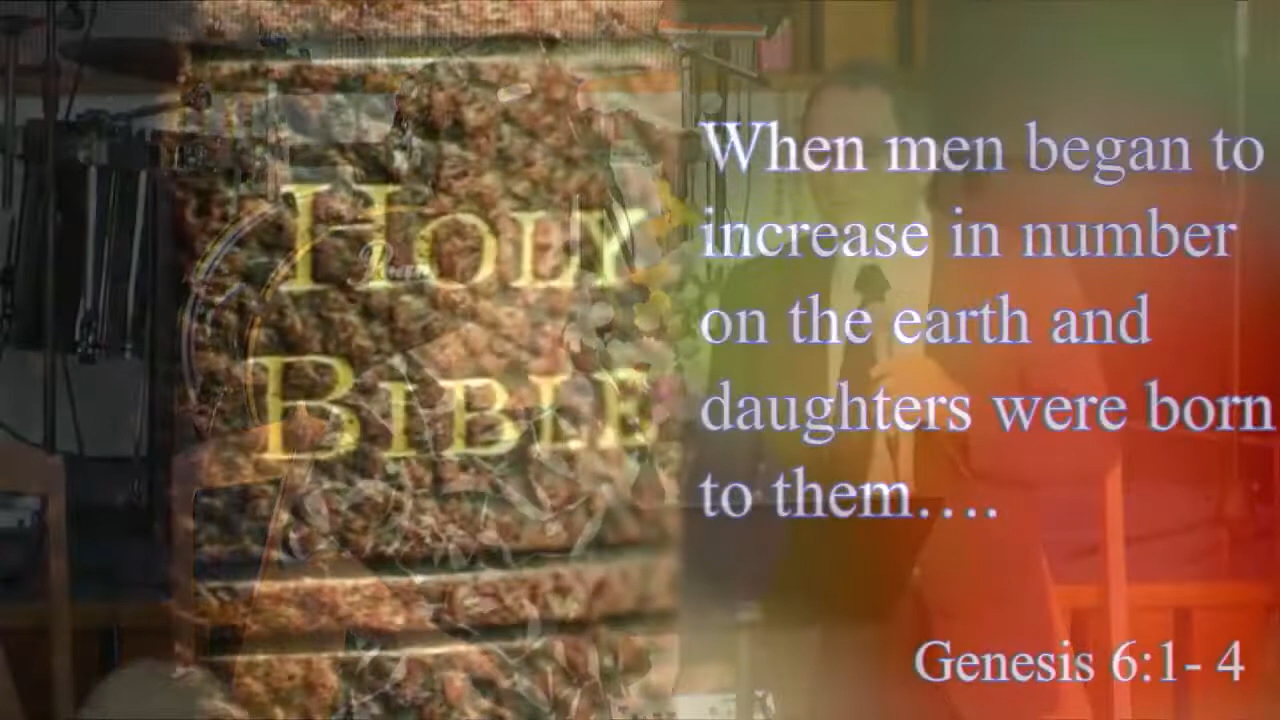 HOLY
BIBLE
When men began to
increase in number
on the earth and
daughters were born
to them….
Genesis 6:1- 4